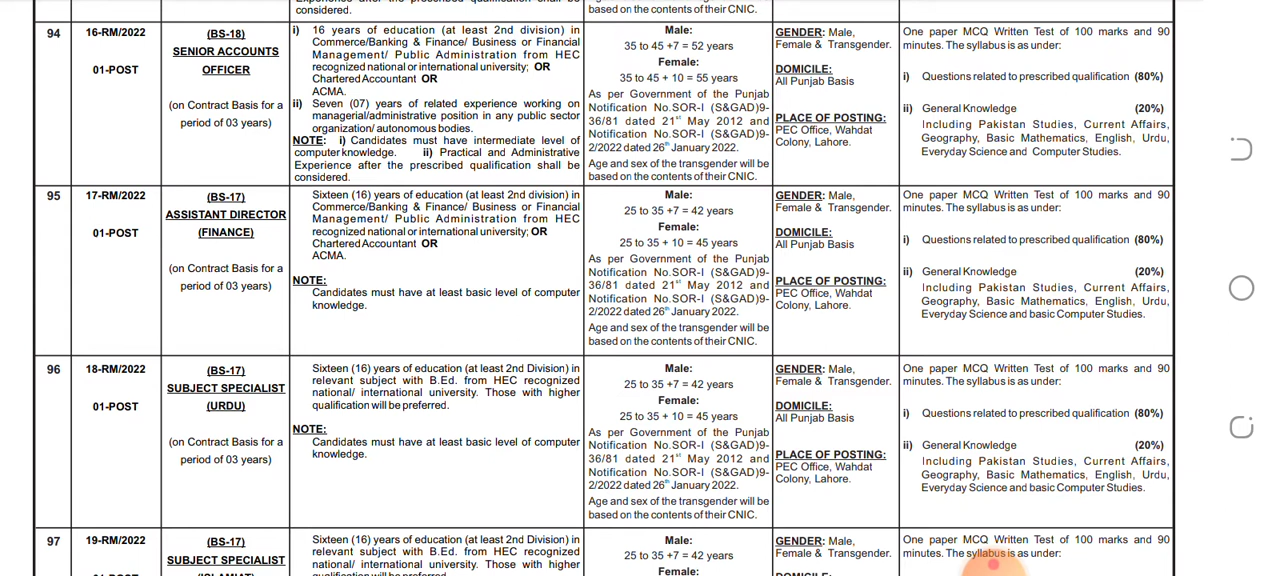 Experience after the prescribed qualification shall be
considered.
based on the contents of their CNIC.
94
16-RM/2022
01-POST
(BS-18)
SENIOR ACCOUNTS
OFFICER
(on Contract Basis for a
period of 03 years)
i) 16 years of education (at least 2nd division) in
Commerce/Banking & Finance/ Business or Financial
Management/ Public Administration from HEC
recognized national or international university; OR
Chartered Accountant OR
ACMA.
ii) Seven (07) years of related experience working on
managerial/administrative position in any public sector
organization/ autonomous bodies.
NOTE: i) Candidates must have intermediate level of
computer knowledge. ii) Practical and Administrative
Experience after the prescribed qualification shall be
considered.
Male:
35 to 45 +7 = 52 years
Female:
35 to 45 + 10 = 55 years
As per Government of the Punjab
Notification No.SOR-I (S&GAD)9-
36/81 dated 21st May 2012 and
Notification No.SOR-I (S&GAD)9-
2/2022 dated 26th January 2022.
Age and sex of the transgender will be
based on the contents of their CNIC.
GENDER: Male,
Female & Transgender.
DOMICILE:
All Punjab Basis
PLACE OF POSTING:
PEC Office, Wahdat
Colony, Lahore.
One paper MCQ Written Test of 100 marks and 90
minutes. The syllabus is as under:
i) Questions related to prescribed qualification (80%)
ii) General Knowledge (20%)
Including Pakistan Studies, Current Affairs,
Geography, Basic Mathematics, English, Urdu,
Everyday Science and Computer Studies.
95
17-RM/2022
01-POST
(BS-17)
ASSISTANT DIRECTOR
(FINANCE)
(on Contract Basis for a
period of 03 years)
Sixteen (16) years of education (at least 2nd division) in
Commerce/Banking & Finance/ Business or Financial
Management/ Public Administration from HEC
recognized national or international university; OR
Chartered Accountant OR
ACMA.
NOTE:
Candidates must have at least basic level of computer
knowledge.
Male:
25 to 35 +7 = 42 years
Female:
25 to 35 + 10 = 45 years
As per Government of the Punjab
Notification No.SOR-I (S&GAD)9-
36/81 dated 21st May 2012 and
Notification No.SOR-I (S&GAD)9-
2/2022 dated 26th January 2022.
Age and sex of the transgender will be
based on the contents of their CNIC.
GENDER: Male,
Female & Transgender.
DOMICILE:
All Punjab Basis
PLACE OF POSTING:
PEC Office, Wahdat
Colony, Lahore.
One paper MCQ Written Test of 100 marks and 90
minutes. The syllabus is as under:
i) Questions related to prescribed qualification (80%)
ii) General Knowledge (20%)
Including Pakistan Studies, Current Affairs,
Geography, Basic Mathematics, English, Urdu,
Everyday Science and basic Computer Studies.
96
18-RM/2022
01-POST
(BS-17)
SUBJECT SPECIALIST
(URDU)
(on Contract Basis for a
period of 03 years)
Sixteen (16) years of education (at least 2nd Division) in
relevant subject with B.Ed. from HEC recognized
national/ international university. Those with higher
qualification will be preferred.
NOTE:
Candidates must have at least basic level of computer
knowledge.
Male:
25 to 35 +7 = 42 years
Female:
25 to 35 + 10 = 45 years
As per Government of the Punjab
Notification No.SOR-I (S&GAD)9-
36/81 dated 21st May 2012 and
Notification No.SOR-I (S&GAD)9-
2/2022 dated 26th January 2022.
Age and sex of the transgender will be
based on the contents of their CNIC.
GENDER: Male,
Female & Transgender.
DOMICILE:
All Punjab Basis
PLACE OF POSTING:
PEC Office, Wahdat
Colony, Lahore.
One paper MCQ Written Test of 100 marks and 90
minutes. The syllabus is as under:
i) Questions related to prescribed qualification (80%)
ii) General Knowledge (20%)
Including Pakistan Studies, Current Affairs,
Geography, Basic Mathematics, English, Urdu,
Everyday Science and basic Computer Studies.
97
19-RM/2022
01-POST
(BS-17)
SUBJECT SPECIALIST
(ISLAMIAT)
Sixteen (16) years of education (at least 2nd Division) in
relevant subject with B.Ed. from HEC recognized
national/ international university. Those with higher
qualification will be preferred.
Male:
25 to 35 +7 = 42 years
Female:
GENDER: Male,
Female & Transgender.
DOMICILE:
One paper MCQ Written Test of 100 marks and 90
minutes. The syllabus is as under: